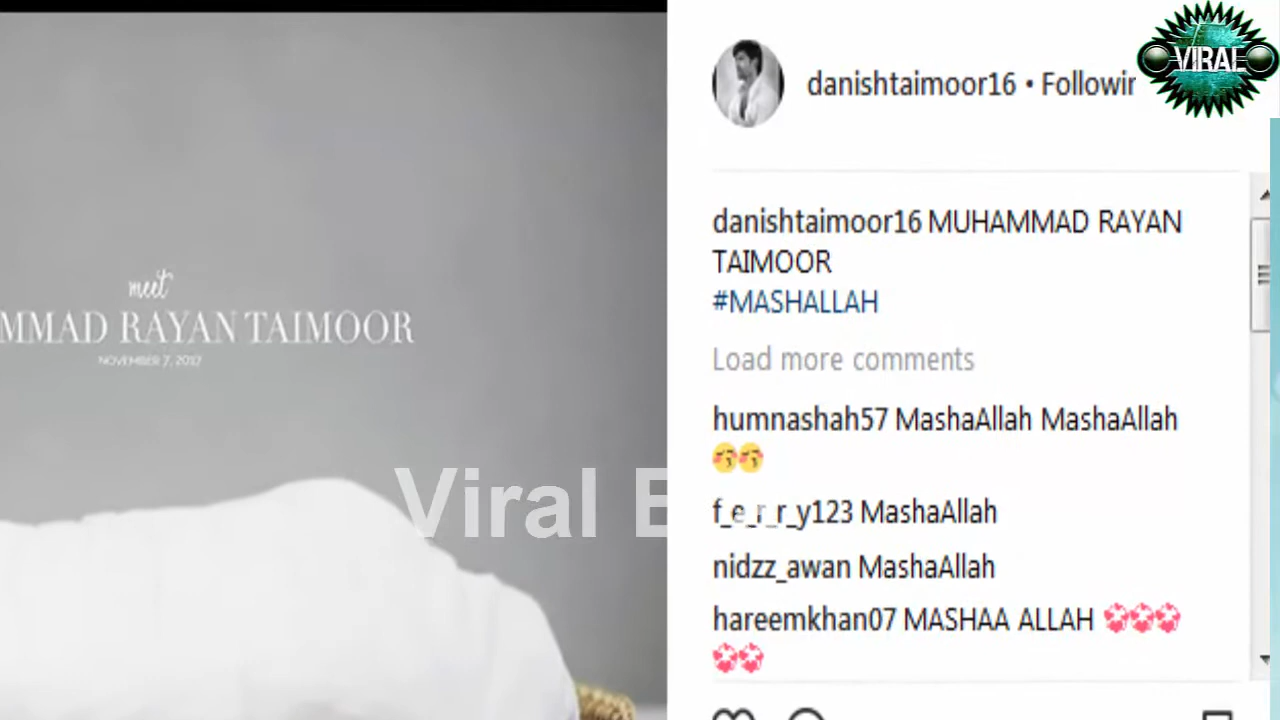 VIRAL
danishtaimoor16 • Followin
danishtaimoor16 MUHAMMAD RAYAN
TAIMOOR
#MASHALLAH
Load more comments
humnashah57 MashaAllah MashaAllah
f_e_r_r_y123 MashaAllah
nidzz_awan MashaAllah
hareemkhan07 MASHAA ALLAH
meet
MMAD RAYAN TAIMOOR
NOVEMBER 7, 2017
Viral E